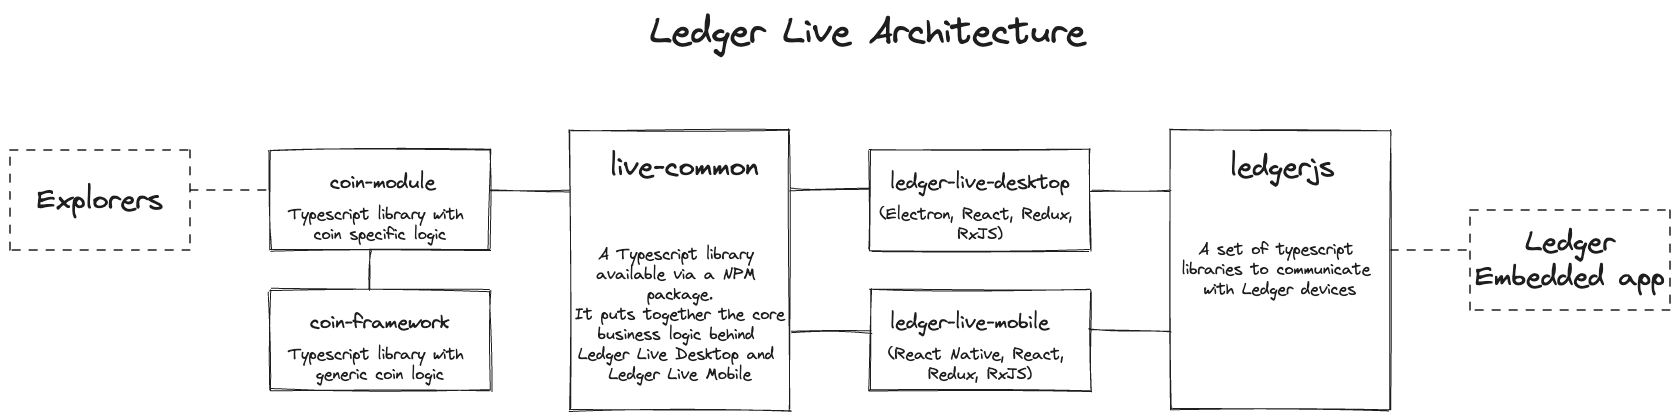 Ledger Live Architecture
Explorers
coin-module
Typescript library with
coin specific logic
coin-framework
Typescript library with
generic coin logic
live-common
A Typescript library
available via a NPM
package.
It puts together the core
business logic behind
Ledger Live Desktop and
Ledger Live Mobile
ledger-live-desktop
(Electron, React, Redux,
RxJS)
ledger-live-mobile
(React Native, React,
Redux, RxJS)
ledgerjs
A set of typescript
libraries to communicate
with Ledger devices
Ledger
Embedded app